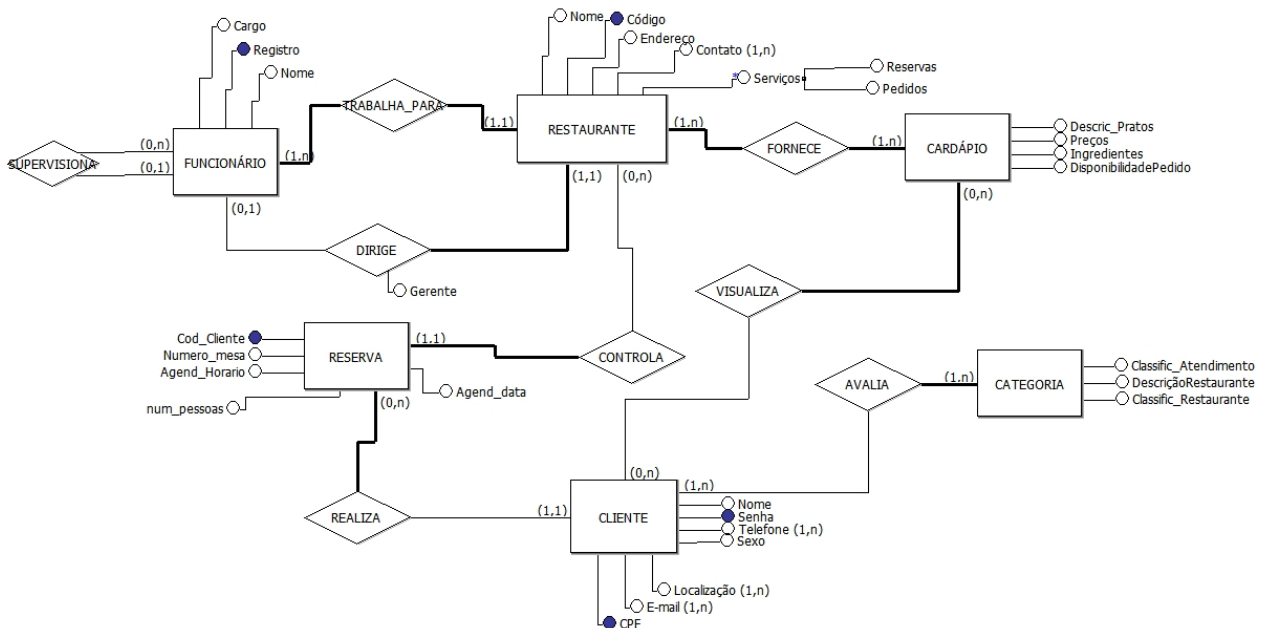 Cargo
Registro
Nome
Nome
Código
Endereço
Contato (1,n)
*
Serviços
Reservas
Pedidos
TRABALHA_PARA
RESTAURANTE
(1,1)
(1,n)
(1,n)
(1,1)
(0,n)
FORNECE
(1,n)
CARDÁPIO
(0,n)
Descric_Pratos
Preços
Ingredientes
DisponibilidadePedido
SUPERVISIONA
(0,n)
(0,1)
FUNCIONÁRIO
(0,1)
DIRIGE
Gerente
VISUALIZA
Cod_Cliente
Numero_mesa
Agend_Horario
num_pessoas
RESERVA
(1,1)
(0,n)
Agend_data
CONTROLA
AVALIA
(1,n)
CATEGORIA
Classific_Atendimento
DescriçãoRestaurante
Classific_Restaurante
REALIZA
(1,1)
(0,n)
(1,n)
CLIENTE
Nome
Senha
Telefone (1,n)
Sexo
Localização (1,n)
E-mail (1,n)
CPF